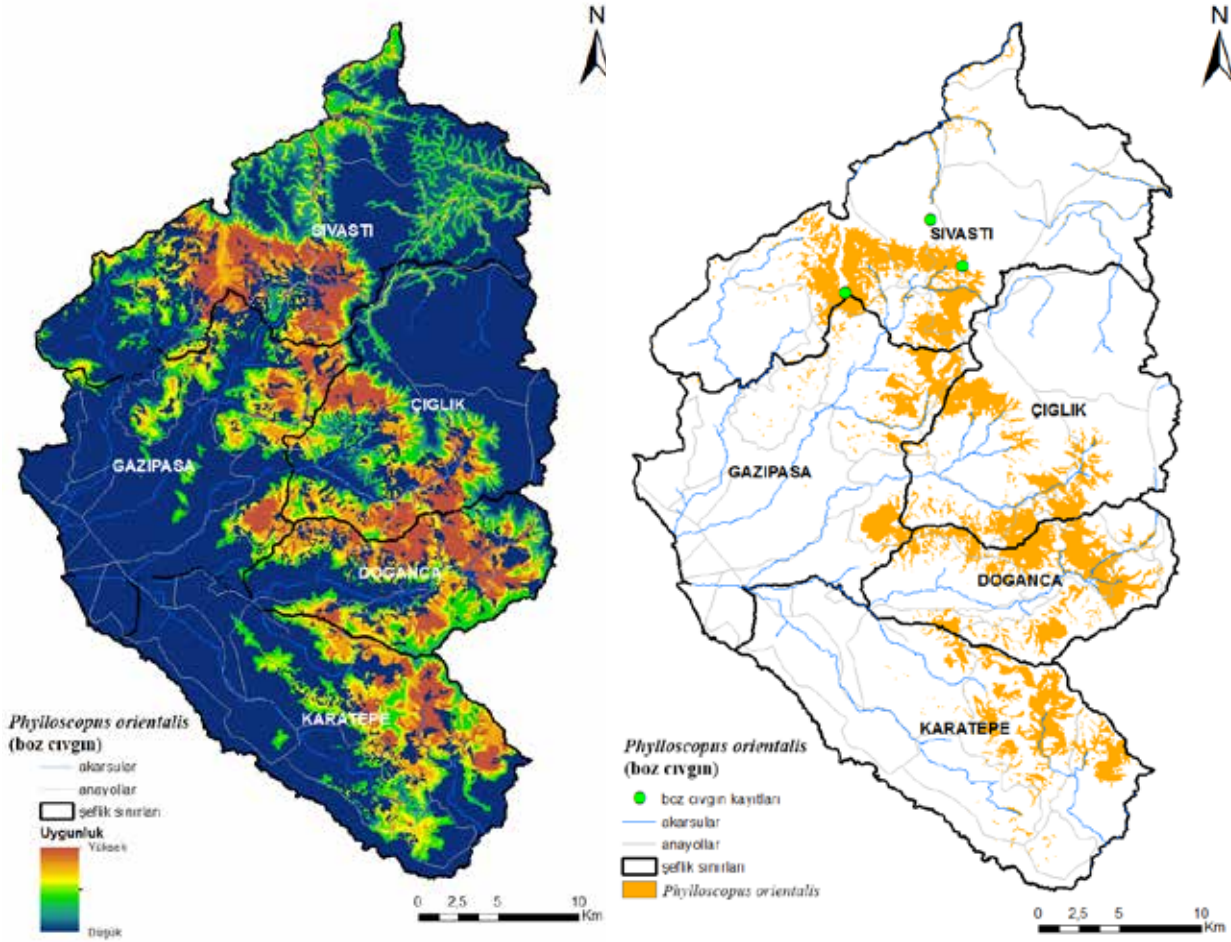 N
SIVASTI
ÇIGLIK
GAZIPASA
DOGANCA
KARATEPE
Phylloscopus orientalis
(boz cıvgın)
akarsular
anayollar
şeflik sınırları
Uygunluk
Yüksek
Düşük
0 2,5 5 10
Km
N
SIVASTI
ÇIGLIK
GAZIPASA
DOGANCA
KARATEPE
Phylloscopus orientalis
(boz cıvgın)
boz cıvgın kayıtları
akarsular
anayollar
şeflik sınırları
Phylloscopus orientalis
0 2,5 5 10
Km